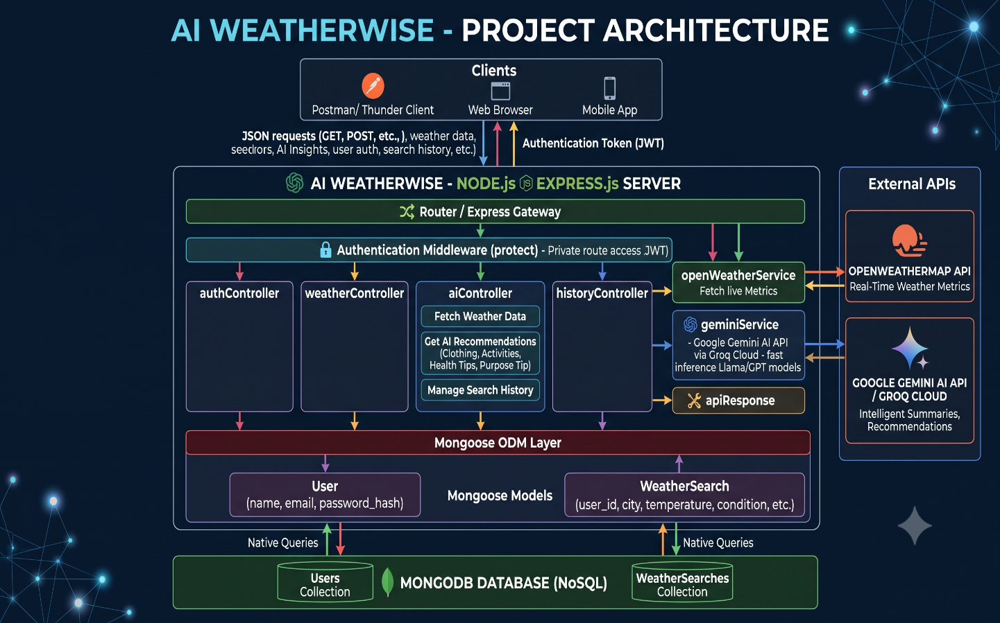 AI WEATHERWISE - PROJECT ARCHITECTURE
Clients
Postman/ Thunder Client
Web Browser
Mobile App
JSON requests (GET, POST, etc., ), weather data,
seedrors, AI Insights, user auth, search history, etc.)
Authentication Token (JWT)
AI WEATHERWISE - NODE.js JS EXPRESS.js SERVER
Router / Express Gateway
Authentication Middleware (protect) - Private route access JWT)
authController
weatherController
aiController
Fetch Weather Data
Get AI Recommendations
(Clothing, Activities,
Health Tips, Purpose Tip)
Manage Search History
historyController
openWeatherService
Fetch live Metrics
geminiService
- Google Gemini AI API
via Groq Cloud - fast
inference Llama/GPT models
apiResponse
External APIs
OPENWEATHERMAP API
Real-Time Weather Metrics
GOOGLE GEMINI AI API
/ GROQ CLOUD
Intelligent Summaries,
Recommendations
Mongoose ODM Layer
User
(name, email, password_hash)
Mongoose Models
WeatherSearch
(user_id, city, temperature, condition, etc.)
Native Queries
Native Queries
Users
Collection
MONGODB DATABASE (NoSQL)
WeatherSearches
Collection